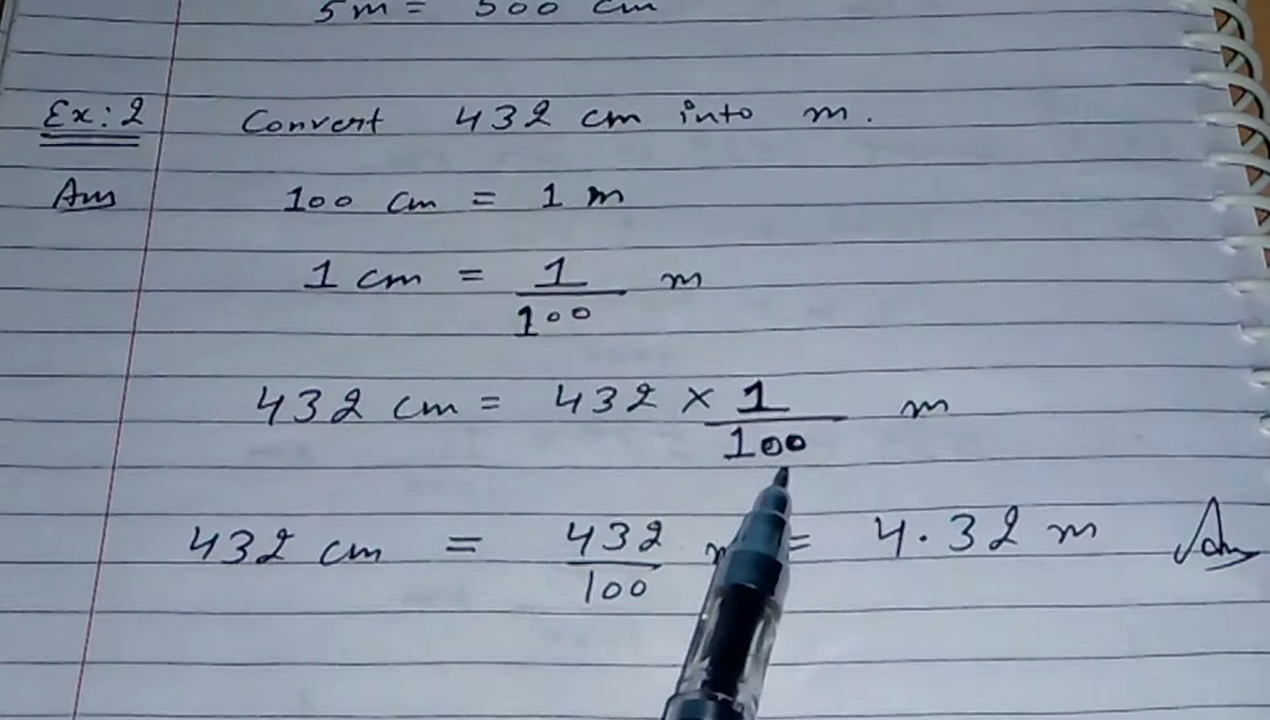 5m = 500 cm
Ex:2 Convert 432 cm into m.
Ans 100 cm = 1 m
1 cm = 1/100 m
432 cm = 432 × 1/100 m
432 cm = 432/100 m = 4.32 m Ans